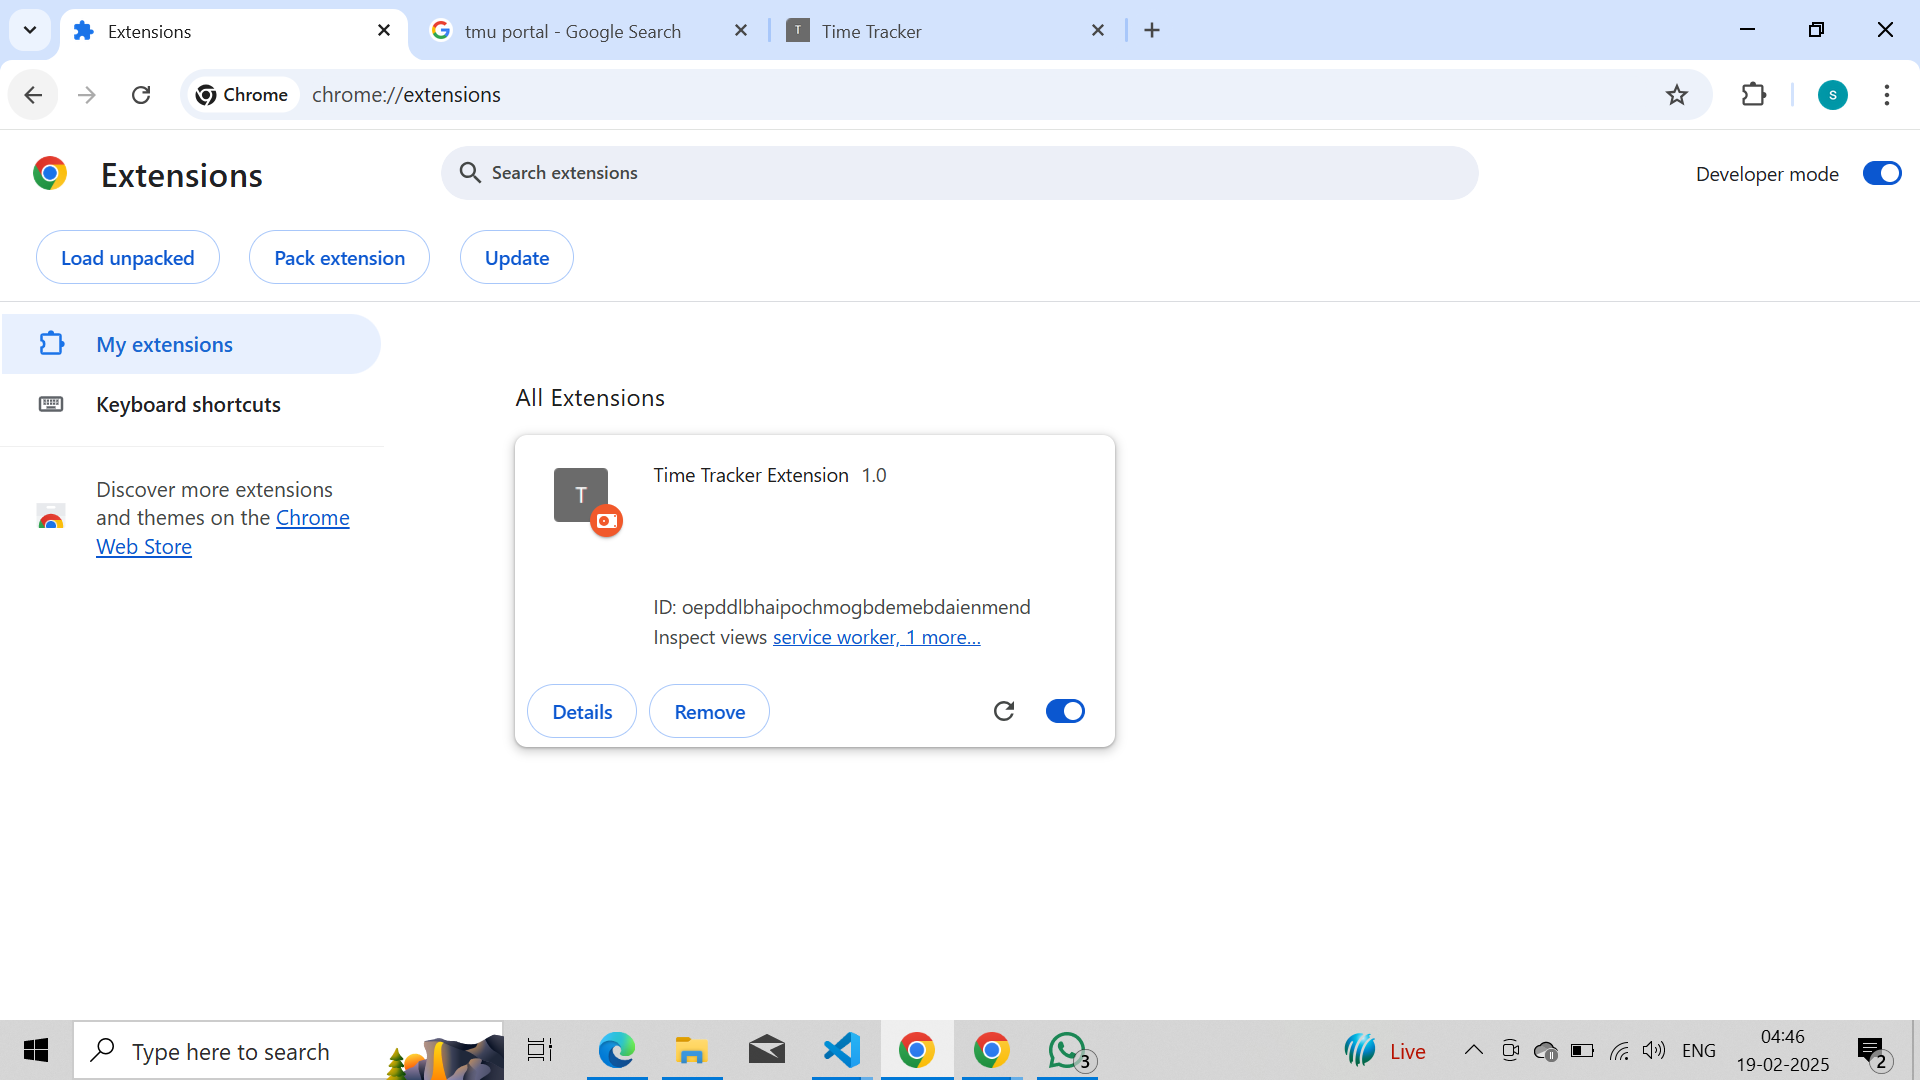 Extensions
tmu portal - Google Search
T
Time Tracker
Chrome
chrome://extensions
S
Extensions
Search extensions
Developer mode
Load unpacked
Pack extension
Update
My extensions
Keyboard shortcuts
Discover more extensions
and themes on the Chrome
Web Store
All Extensions
T
Time Tracker Extension 1.0
ID: oepddlbhaipochmogbdemebdaienmend
Inspect views service worker, 1 more...
Details
Remove
Type here to search
3
Live
ENG
04:46
19-02-2025
2